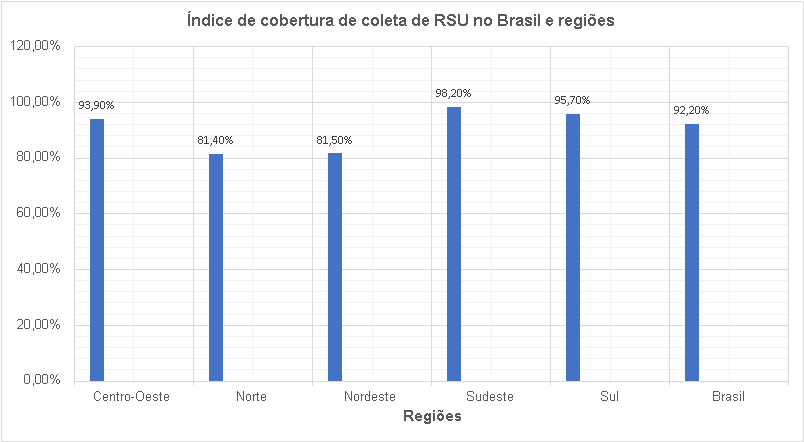 Índice de cobertura de coleta de RSU no Brasil e regiões
120,00%
100,00%
80,00%
60,00%
40,00%
20,00%
0,00%
93,90%
81,40%
81,50%
98,20%
95,70%
92,20%
Centro-Oeste
Norte
Nordeste
Sudeste
Sul
Brasil
Regiões